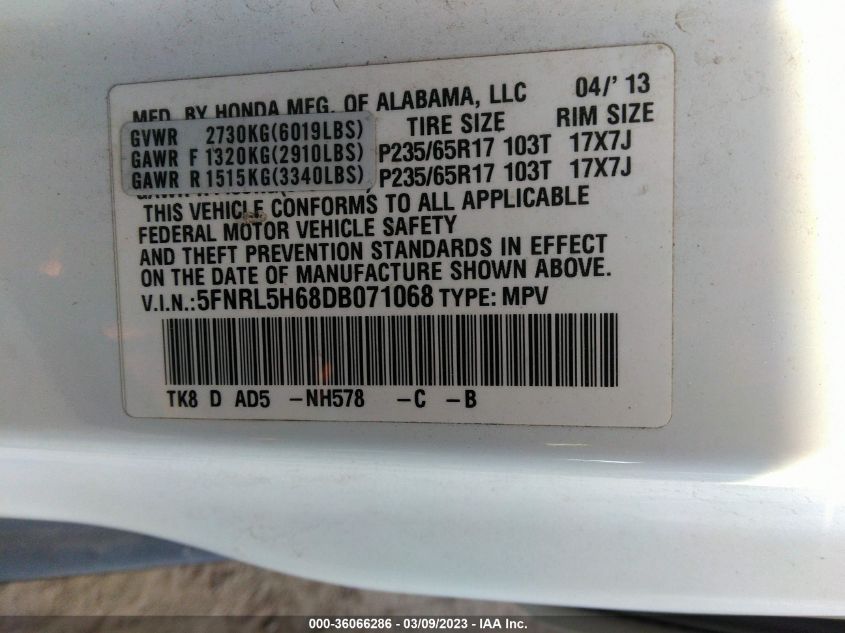 MFD. BY HONDA MFG. OF ALABAMA, LLC 04/' 13
TIRE SIZE RIM SIZE
GVWR 2730KG(6019LBS)
GAWR F 1320KG(2910LBS) P235/65R17 103T 17X7J
GAWR R 1515KG(3340LBS) P235/65R17 103T 17X7J
THIS VEHICLE CONFORMS TO ALL APPLICABLE
FEDERAL MOTOR VEHICLE SAFETY
AND THEFT PREVENTION STANDARDS IN EFFECT
ON THE DATE OF MANUFACTURE SHOWN ABOVE.
V.I.N.:5FNRL5H68DB071068 TYPE: MPV
TK8 D AD5 -NH578 -C -B
000-36066286 - 03/09/2023 - IAA Inc.